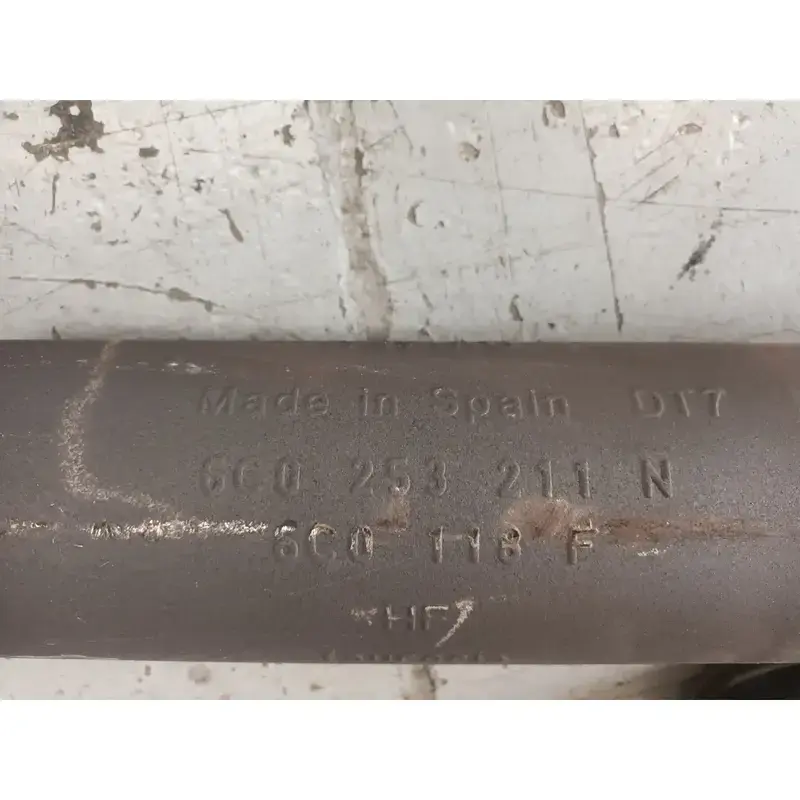 Made in Spain DT7
6C0 253 211 N
6C0 118 F
HF